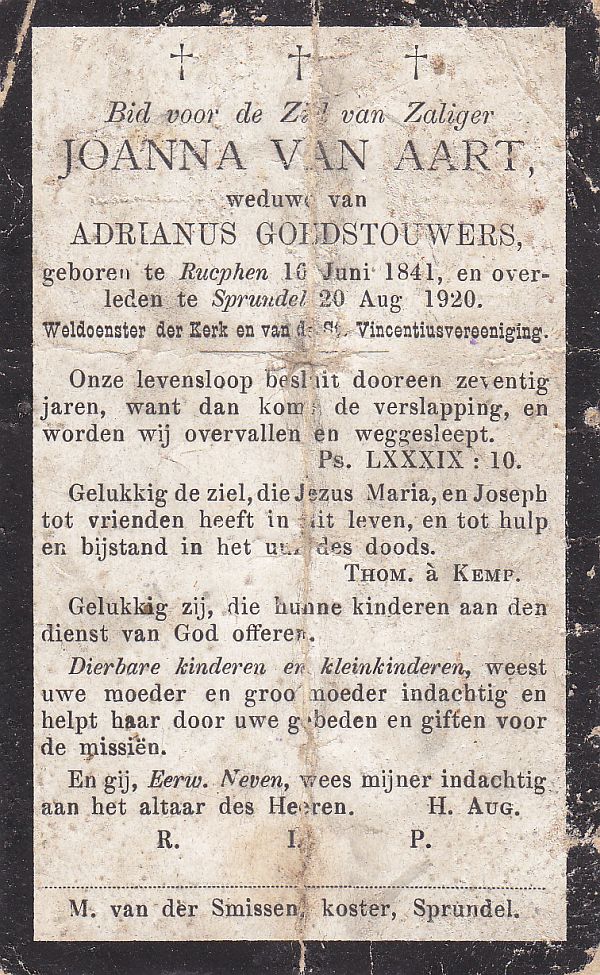 † † †
Bid voor de Ziel van Zaliger
JOANNA VAN AART,
weduwe van
ADRIANUS GOEDSTOUWERS,
geboren te Rucphen 16 Juni 1841, en over-
leden te Sprundel 20 Aug 1920.
Weldoenster der Kerk en van de St. Vincentiusvereeniging.
Onze levensloop besluit dooreen zeventig
jaren, want dan komt de verslapping, en
worden wij overvallen en weggesleept.
Ps. LXXXIX : 10.
Gelukkig de ziel, die Jezus Maria, en Joseph
tot vrienden heeft in dit leven, en tot hulp
en bijstand in het uur des doods.
THOM. à KEMP.
Gelukkig zij, die hunne kinderen aan den
dienst van God offeren.
Dierbare kinderen en kleinkinderen, weest
uwe moeder en grootmoeder indachtig en
helpt haar door uwe gebeden en giften voor
de missiën.
En gij, Eerw. Neven, wees mijner indachtig
aan het altaar des Heeren. H. AUG.
R. I. P.
M. van der Smissen, koster, Sprundel.